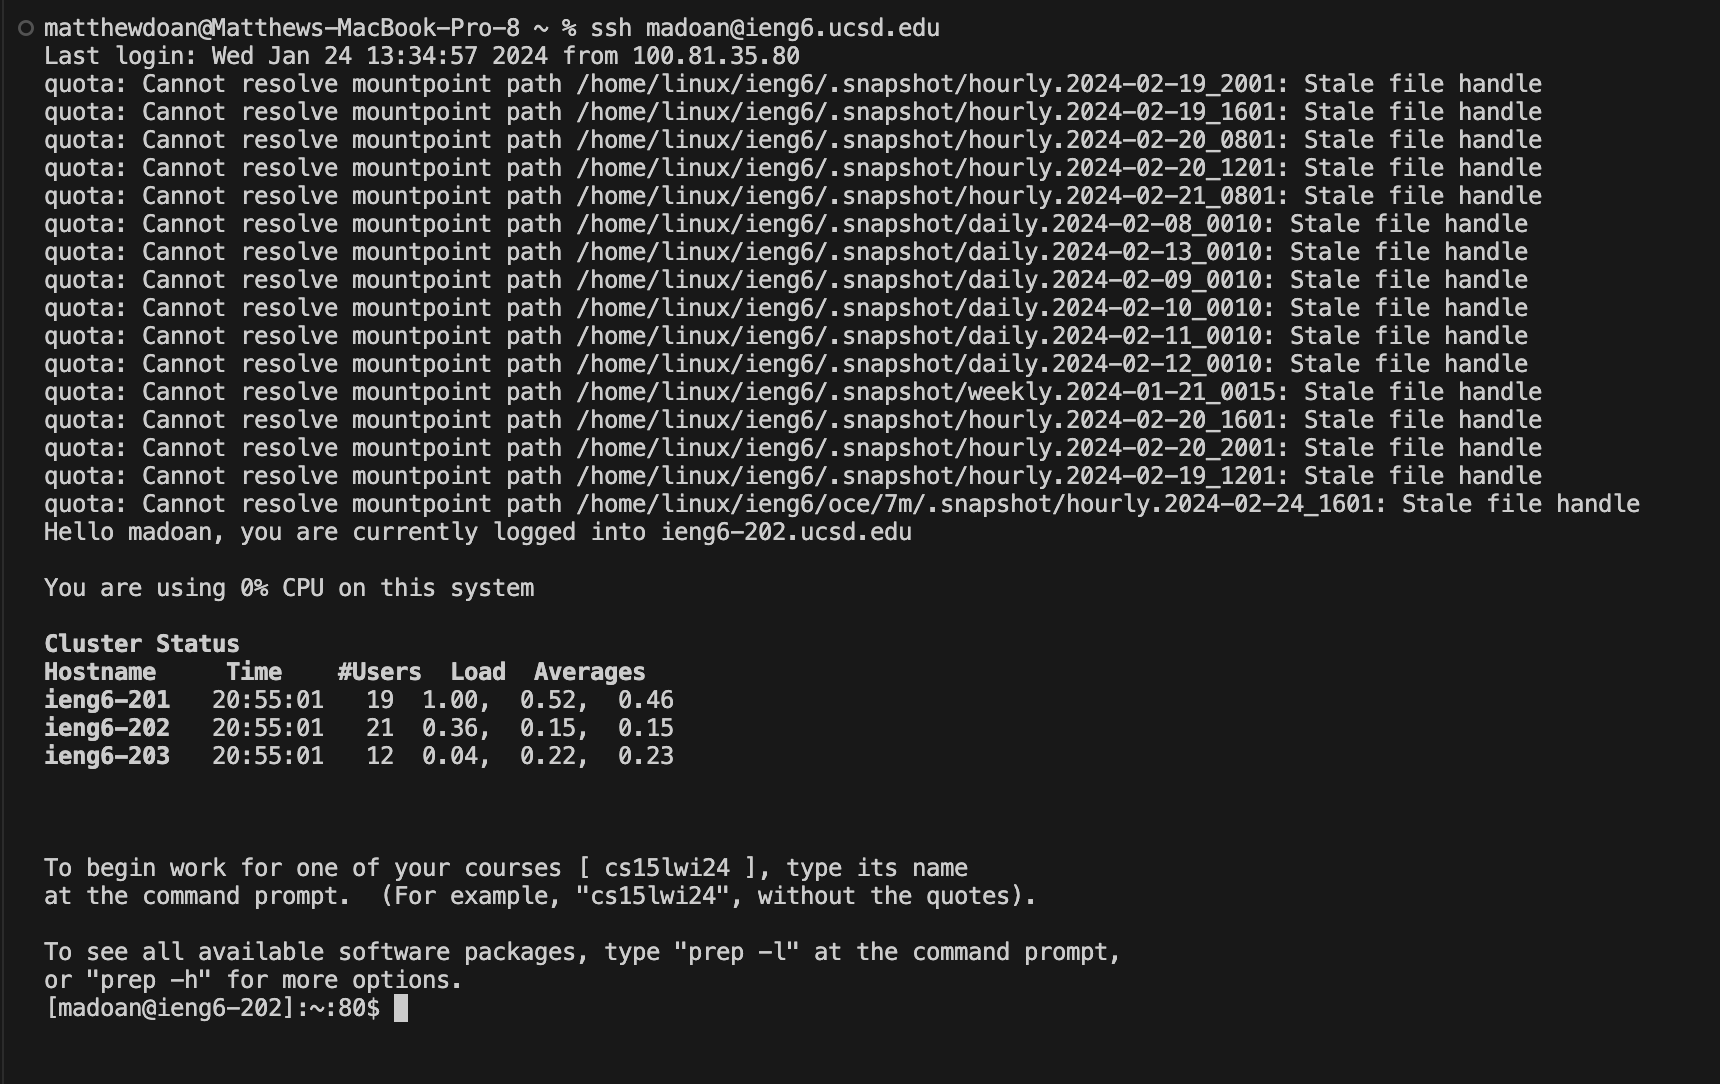 matthewdoan@Matthews-MacBook-Pro-8 ~ % ssh madoan@ieng6.ucsd.edu
Last login: Wed Jan 24 13:34:57 2024 from 100.81.35.80
quota: Cannot resolve mountpoint path /home/linux/ieng6/.snapshot/hourly.2024-02-19_2001: Stale file handle
quota: Cannot resolve mountpoint path /home/linux/ieng6/.snapshot/hourly.2024-02-19_1601: Stale file handle
quota: Cannot resolve mountpoint path /home/linux/ieng6/.snapshot/hourly.2024-02-20_0801: Stale file handle
quota: Cannot resolve mountpoint path /home/linux/ieng6/.snapshot/hourly.2024-02-20_1201: Stale file handle
quota: Cannot resolve mountpoint path /home/linux/ieng6/.snapshot/hourly.2024-02-21_0801: Stale file handle
quota: Cannot resolve mountpoint path /home/linux/ieng6/.snapshot/daily.2024-02-08_0010: Stale file handle
quota: Cannot resolve mountpoint path /home/linux/ieng6/.snapshot/daily.2024-02-13_0010: Stale file handle
quota: Cannot resolve mountpoint path /home/linux/ieng6/.snapshot/daily.2024-02-09_0010: Stale file handle
quota: Cannot resolve mountpoint path /home/linux/ieng6/.snapshot/daily.2024-02-10_0010: Stale file handle
quota: Cannot resolve mountpoint path /home/linux/ieng6/.snapshot/daily.2024-02-11_0010: Stale file handle
quota: Cannot resolve mountpoint path /home/linux/ieng6/.snapshot/daily.2024-02-12_0010: Stale file handle
quota: Cannot resolve mountpoint path /home/linux/ieng6/.snapshot/weekly.2024-01-21_0015: Stale file handle
quota: Cannot resolve mountpoint path /home/linux/ieng6/.snapshot/hourly.2024-02-20_1601: Stale file handle
quota: Cannot resolve mountpoint path /home/linux/ieng6/.snapshot/hourly.2024-02-20_2001: Stale file handle
quota: Cannot resolve mountpoint path /home/linux/ieng6/.snapshot/hourly.2024-02-19_1201: Stale file handle
quota: Cannot resolve mountpoint path /home/linux/ieng6/oce/7m/.snapshot/hourly.2024-02-24_1601: Stale file handle
Hello madoan, you are currently logged into ieng6-202.ucsd.edu

You are using 0% CPU on this system

Cluster Status
Hostname     Time    #Users  Load  Averages
ieng6-201   20:55:01   19  1.00,  0.52,  0.46
ieng6-202   20:55:01   21  0.36,  0.15,  0.15
ieng6-203   20:55:01   12  0.04,  0.22,  0.23

To begin work for one of your courses [ cs15lwi24 ], type its name
at the command prompt.  (For example, "cs15lwi24", without the quotes).

To see all available software packages, type "prep -l" at the command prompt,
or "prep -h" for more options.
[madoan@ieng6-202]:~:80$